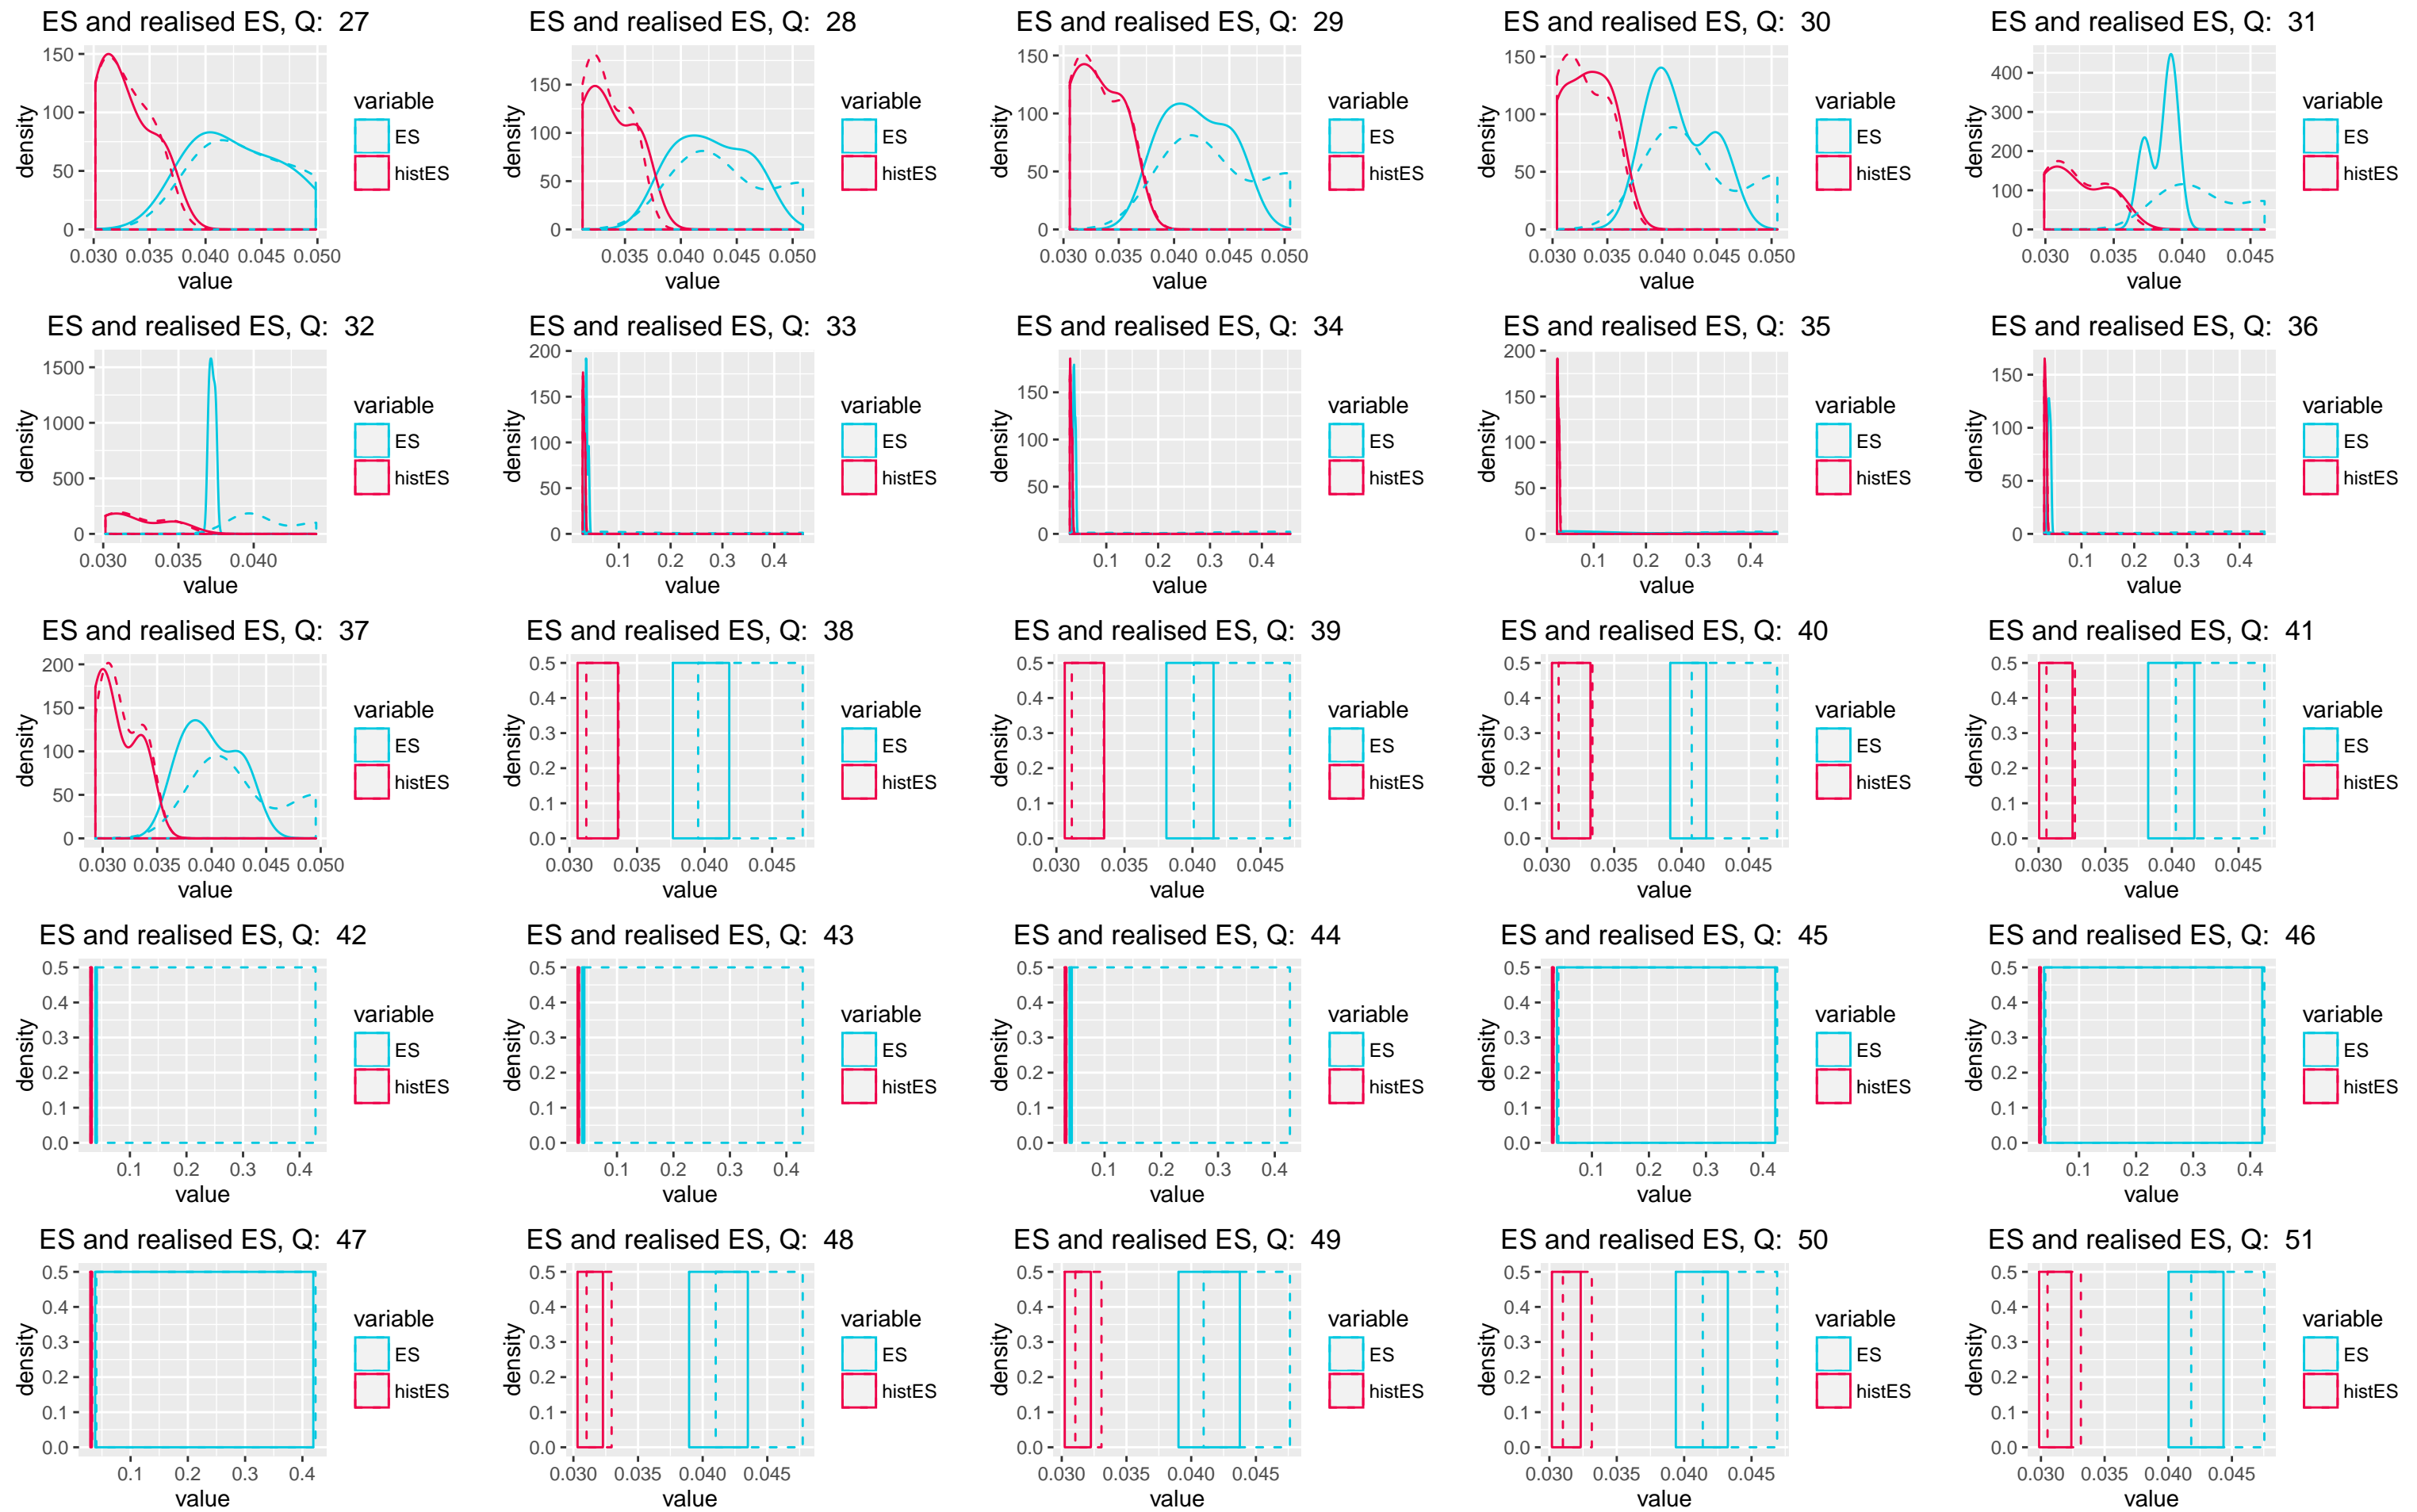 ES and realised ES, Q: 27
150
100
50
0
density
0.030 0.035 0.040 0.045 0.050
value
variable
ES
histES
ES and realised ES, Q: 28
150
100
50
0
density
0.035 0.040 0.045 0.050
value
variable
ES
histES
ES and realised ES, Q: 29
150
100
50
0
density
0.030 0.035 0.040 0.045 0.050
value
variable
ES
histES
ES and realised ES, Q: 30
150
100
50
0
density
0.030 0.035 0.040 0.045 0.050
value
variable
ES
histES
ES and realised ES, Q: 31
400
300
200
100
0
density
0.030 0.035 0.040 0.045
value
variable
ES
histES
ES and realised ES, Q: 32
1500
1000
500
0
density
0.030 0.035 0.040
value
variable
ES
histES
ES and realised ES, Q: 33
200
150
100
50
0
density
0.1 0.2 0.3 0.4
value
variable
ES
histES
ES and realised ES, Q: 34
150
100
50
0
density
0.1 0.2 0.3 0.4
value
variable
ES
histES
ES and realised ES, Q: 35
200
150
100
50
0
density
0.1 0.2 0.3 0.4
value
variable
ES
histES
ES and realised ES, Q: 36
150
100
50
0
density
0.1 0.2 0.3 0.4
value
variable
ES
histES
ES and realised ES, Q: 37
200
150
100
50
0
density
0.030 0.035 0.040 0.045 0.050
value
variable
ES
histES
ES and realised ES, Q: 38
0.5
0.4
0.3
0.2
0.1
0.0
density
0.030 0.035 0.040 0.045
value
variable
ES
histES
ES and realised ES, Q: 39
0.5
0.4
0.3
0.2
0.1
0.0
density
0.030 0.035 0.040 0.045
value
variable
ES
histES
ES and realised ES, Q: 40
0.5
0.4
0.3
0.2
0.1
0.0
density
0.030 0.035 0.040 0.045
value
variable
ES
histES
ES and realised ES, Q: 41
0.5
0.4
0.3
0.2
0.1
0.0
density
0.030 0.035 0.040 0.045
value
variable
ES
histES
ES and realised ES, Q: 42
0.5
0.4
0.3
0.2
0.1
0.0
density
0.1 0.2 0.3 0.4
value
variable
ES
histES
ES and realised ES, Q: 43
0.5
0.4
0.3
0.2
0.1
0.0
density
0.1 0.2 0.3 0.4
value
variable
ES
histES
ES and realised ES, Q: 44
0.5
0.4
0.3
0.2
0.1
0.0
density
0.1 0.2 0.3 0.4
value
variable
ES
histES
ES and realised ES, Q: 45
0.5
0.4
0.3
0.2
0.1
0.0
density
0.1 0.2 0.3 0.4
value
variable
ES
histES
ES and realised ES, Q: 46
0.5
0.4
0.3
0.2
0.1
0.0
density
0.1 0.2 0.3 0.4
value
variable
ES
histES
ES and realised ES, Q: 47
0.5
0.4
0.3
0.2
0.1
0.0
density
0.1 0.2 0.3 0.4
value
variable
ES
histES
ES and realised ES, Q: 48
0.5
0.4
0.3
0.2
0.1
0.0
density
0.030 0.035 0.040 0.045
value
variable
ES
histES
ES and realised ES, Q: 49
0.5
0.4
0.3
0.2
0.1
0.0
density
0.030 0.035 0.040 0.045
value
variable
ES
histES
ES and realised ES, Q: 50
0.5
0.4
0.3
0.2
0.1
0.0
density
0.030 0.035 0.040 0.045
value
variable
ES
histES
ES and realised ES, Q: 51
0.5
0.4
0.3
0.2
0.1
0.0
density
0.030 0.035 0.040 0.045
value
variable
ES
histES